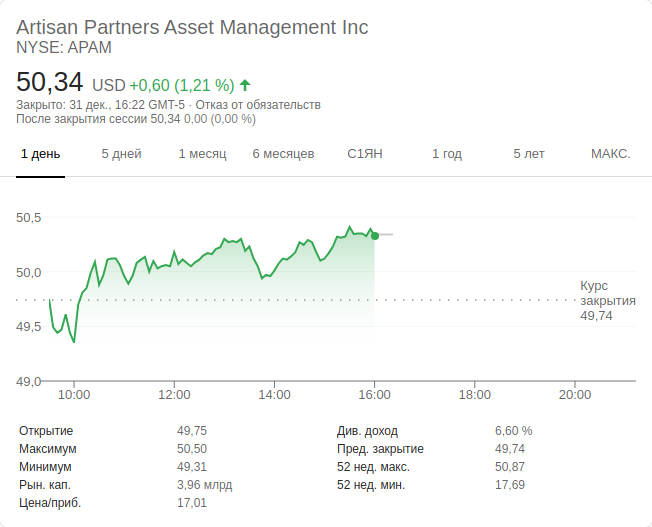 Artisan Partners Asset Management Inc
NYSE: APAM
50,34 USD +0,60 (1,21 %)
Закрыто: 31 дек., 16:22 GMT-5 · Отказ от обязательств
После закрытия сессии 50,34 0,00 (0,00 %)
1 день 5 дней 1 месяц 6 месяцев С1ЯН 1 год 5 лет МАКС.
50,5
50,0
Курс
закрытия
49,74
49,5
49,0
10:00 12:00 14:00 16:00 18:00 20:00
Открытие 49,75 Див. доход 6,60 %
Максимум 50,50 Пред. закрытие 49,74
Минимум 49,31 52 нед. макс. 50,87
Рын. кап. 3,96 млрд 52 нед. мин. 17,69
Цена/приб. 17,01